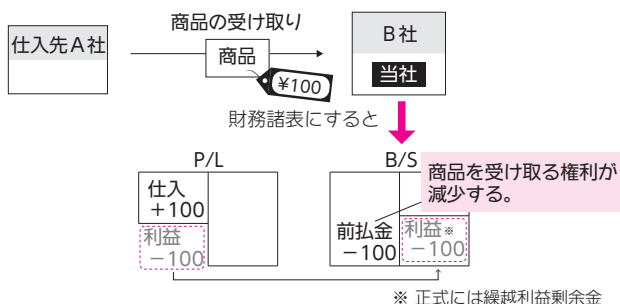 商品の受け取り
仕入先A社
商品
¥100
B社
当社
財務諸表にすると
P/L
仕入
+100
利益
-100
B/S
商品を受け取る権利が
減少する。
前払金
-100
利益※
-100
※ 正式には繰越利益剰余金